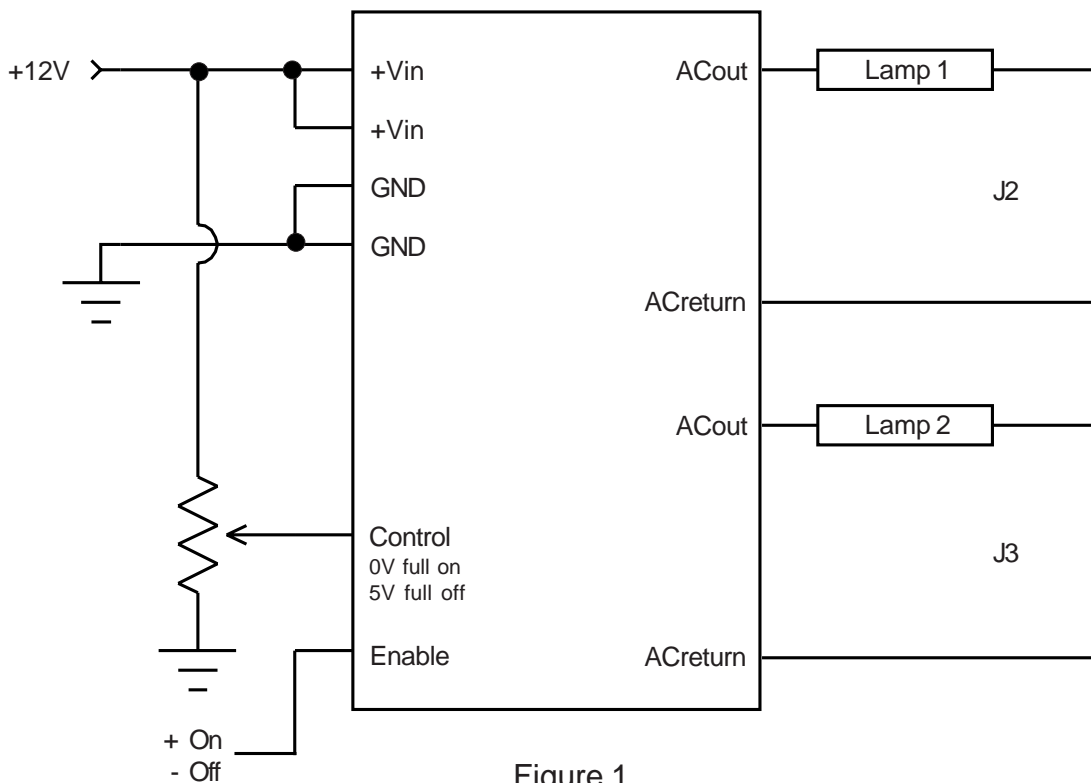 +12V
+Vin
+Vin
GND
GND
Control
0V full on
5V full off
Enable
+ On
- Off
ACout
Lamp 1
J2
ACreturn
ACout
Lamp 2
J3
ACreturn
Figure 1